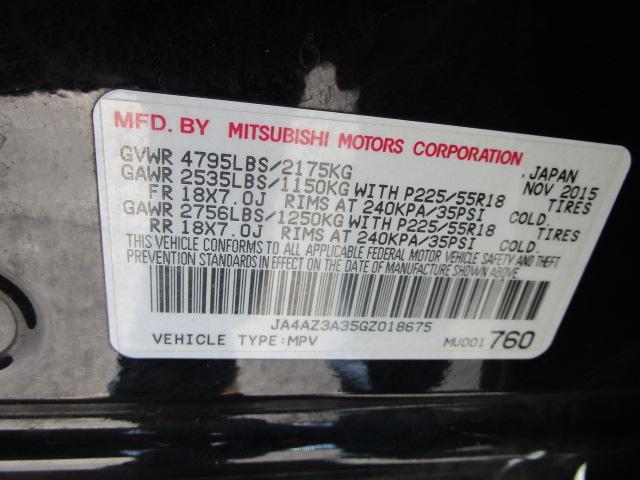 MFD. BY MITSUBISHI MOTORS CORPORATION
GVWR 4795LBS/2175KG JAPAN
GAWR 2535LBS/1150KG WITH P225/55R18 NOV 2015 TIRES
FR 18X7.0J RIMS AT 240KPA/35PSI COLD.
GAWR 2756LBS/1250KG WITH P225/55R18 TIRES
RR 18X7.0J RIMS AT 240KPA/35PSI COLD.
THIS VEHICLE CONFORMS TO ALL APPLICABLE FEDERAL MOTOR VEHICLE SAFETY AND THEFT
PREVENTION STANDARDS IN EFFECT ON THE DATE OF MANUFACTURE SHOWN ABOVE.
JA4AZ3A35GZ018675
VEHICLE TYPE:MPV MU001 760